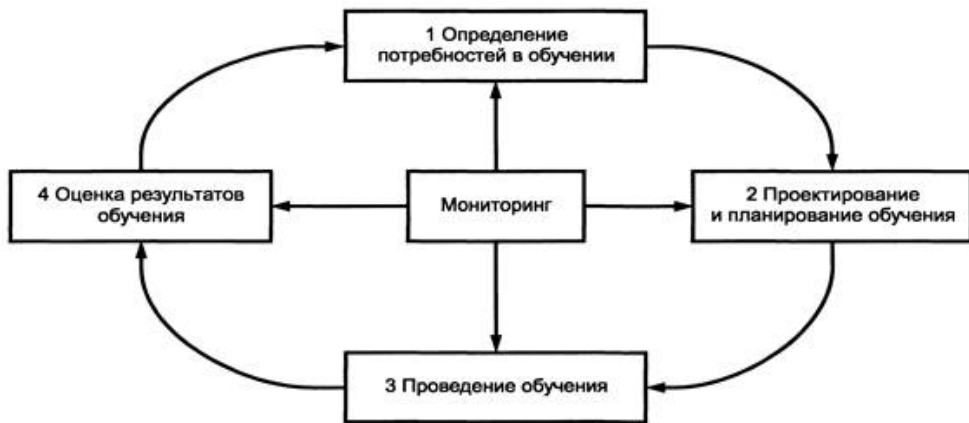 1 Определение
потребностей в обучении
4 Оценка результатов
обучения
Мониторинг
2 Проектирование
и планирование обучения
3 Проведение обучения